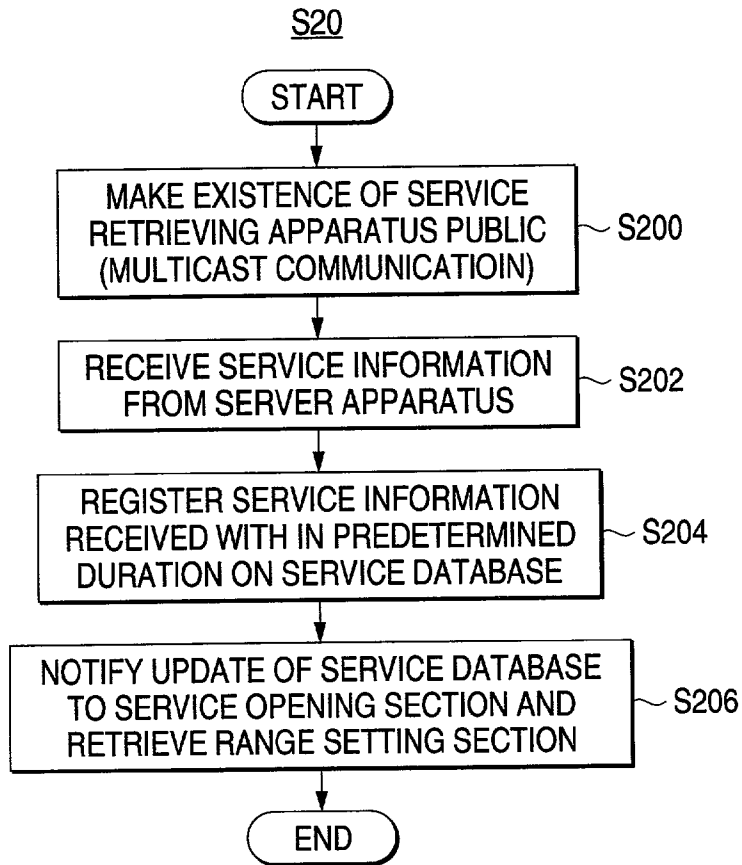 S20
START
MAKE EXISTENCE OF SERVICE
RETRIEVING APPARATUS PUBLIC
(MULTICAST COMMUNICATIOIN)
S200
RECEIVE SERVICE INFORMATION
FROM SERVER APPARATUS
S202
REGISTER SERVICE INFORMATION
RECEIVED WITH IN PREDETERMINED
DURATION ON SERVICE DATABASE
S204
NOTIFY UPDATE OF SERVICE DATABASE
TO SERVICE OPENING SECTION AND
RETRIEVE RANGE SETTING SECTION
S206
END